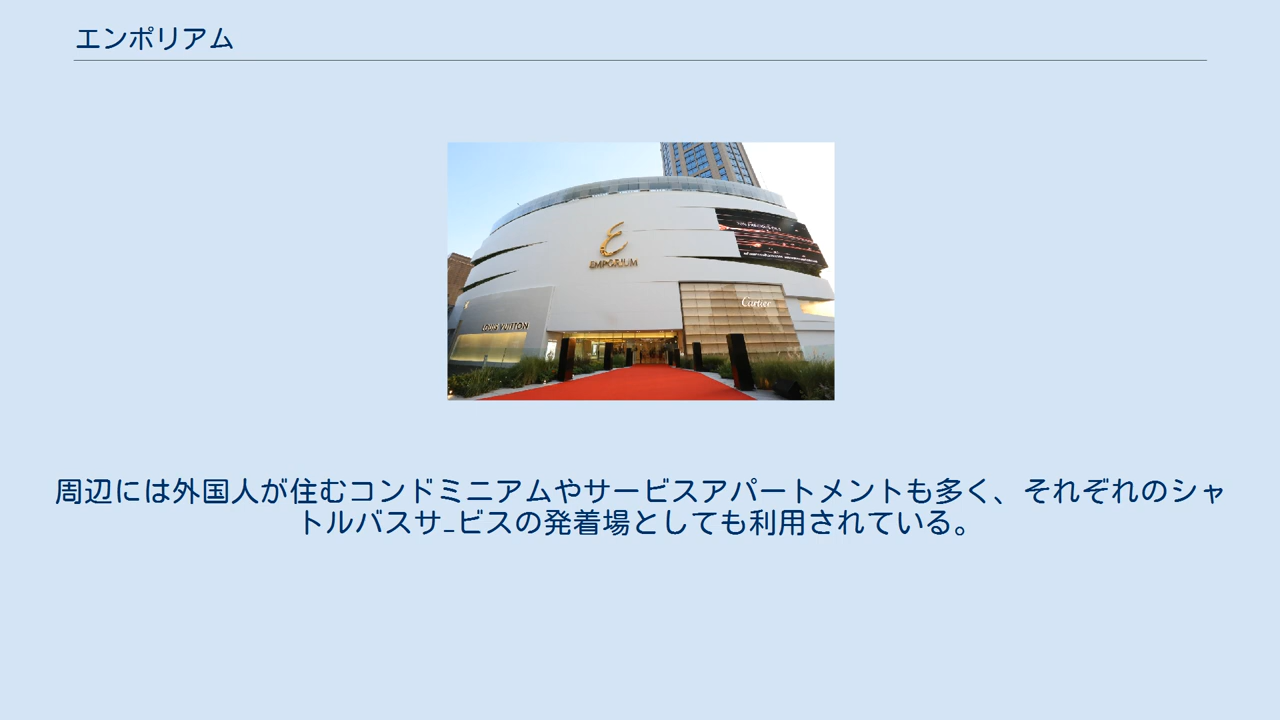 エンポリアム
EMPORIUM
Cartier
LOUIS VUITTON
周辺には外国人が住むコンドミニアムやサービスアパートメントも多く、それぞれのシャ
トルバスサ_ビスの発着場としても利用されている。